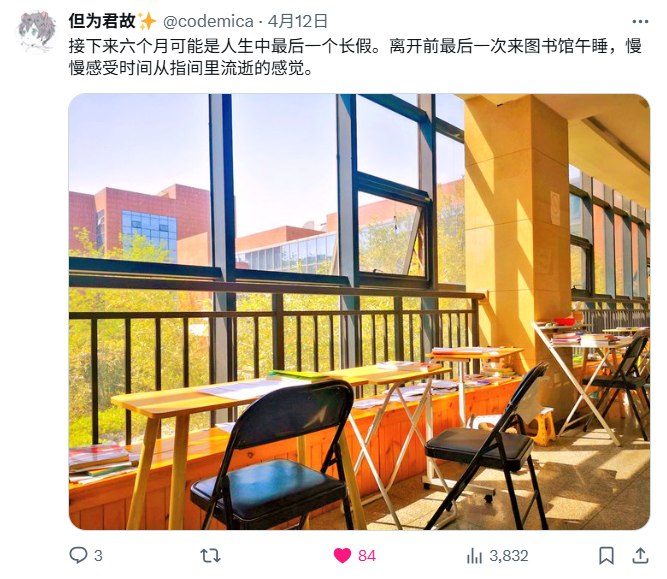 但为君故✨ @codemica · 4月12日
接下来六个月可能是人生中最后一个长假。离开前最后一次来图书馆午睡，慢
慢感受时间从指间里流逝的感觉。
3 84 3,832